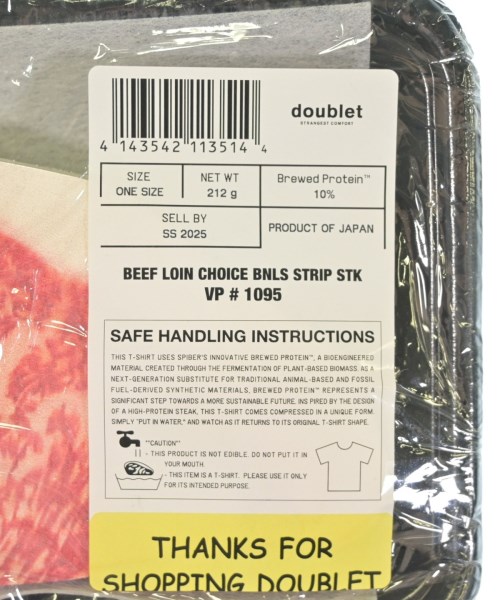 doublet
STRANGEST COMFORT
4 143542 113514 4
SIZE
ONE SIZE
NET WT
212 g
Brewed Protein™
10%
SELL BY
SS 2025
PRODUCT OF JAPAN
BEEF LOIN CHOICE BNLS STRIP STK
VP # 1095
SAFE HANDLING INSTRUCTIONS
THIS T-SHIRT USES SPIBER'S INNOVATIVE BREWED PROTEIN™, A BIOENGINEERED
MATERIAL CREATED THROUGH THE FERMENTATION OF PLANT-BASED BIOMASS. AS A
NEXT-GENERATION SUBSTITUTE FOR TRADITIONAL ANIMAL-BASED AND FOSSIL
FUEL-DERIVED SYNTHETIC MATERIALS, BREWED PROTEIN™ REPRESENTS A
SIGNIFICANT STEP TOWARDS A MORE SUSTAINABLE FUTURE. INS PIRED BY THE DESIGN
OF A HIGH-PROTEIN STEAK, THIS T-SHIRT COMES COMPRESSED IN A UNIQUE FORM.
SIMPLY "PUT IN WATER," AND WATCH AS IT RETURNS TO ITS ORIGINAL T-SHIRT SHAPE.
"CAUTION"
- THIS PRODUCT IS NOT EDIBLE. DO NOT PUT IT IN
YOUR MOUTH.
- THIS ITEM IS A T-SHIRT. PLEASE USE IT ONLY
FOR ITS INTENDED PURPOSE.
THANKS FOR
SHOPPING DOUBLET